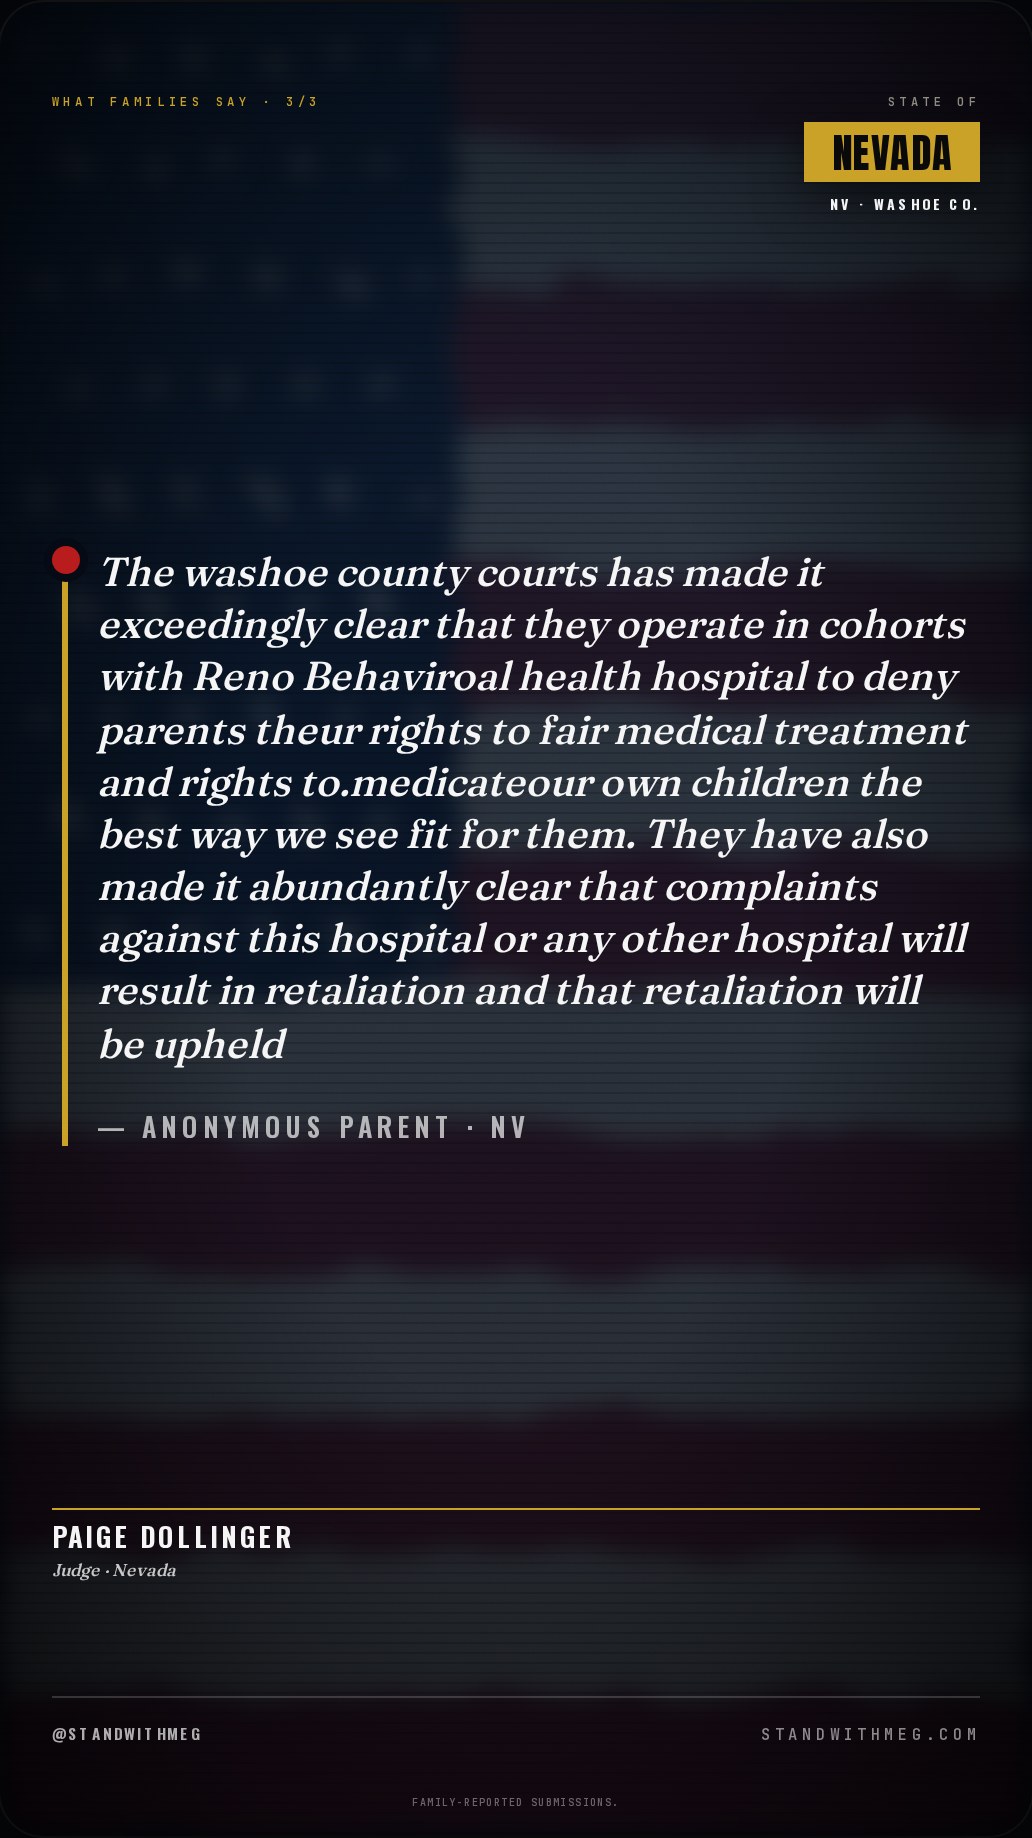 WHAT FAMILIES SAY · 3/3
STATE OF
NEVADA
NV · WASHOE CO.
The washoe county courts has made it
exceedingly clear that they operate in cohorts
with Reno Behaviroal health hospital to deny
parents theur rights to fair medical treatment
and rights to.medicateour own children the
best way we see fit for them. They have also
made it abundantly clear that complaints
against this hospital or any other hospital will
result in retaliation and that retaliation will
be upheld
— ANONYMOUS PARENT · NV
PAIGE DOLLINGER
Judge · Nevada
@STANDWITHMEG
STANDWITHMEG.COM
FAMILY-REPORTED SUBMISSIONS.